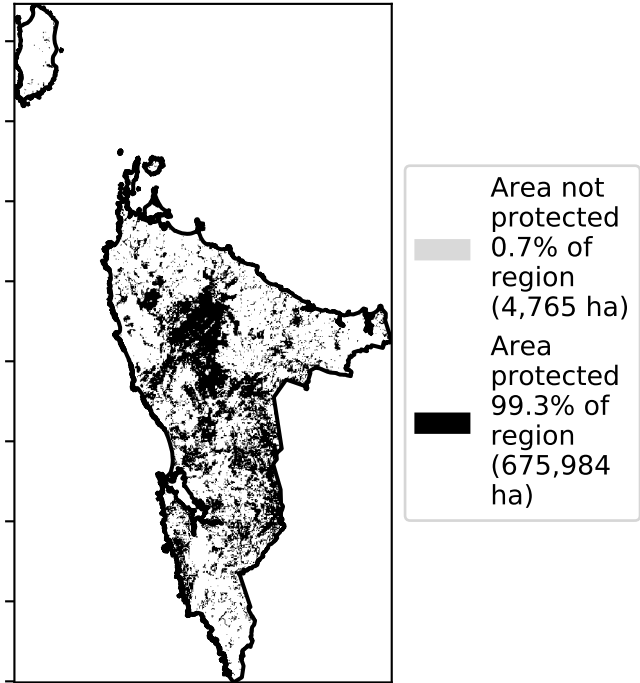 Area not
protected
0.7% of
region
(4,765 ha)
Area
protected
99.3% of
region
(675,984
ha)